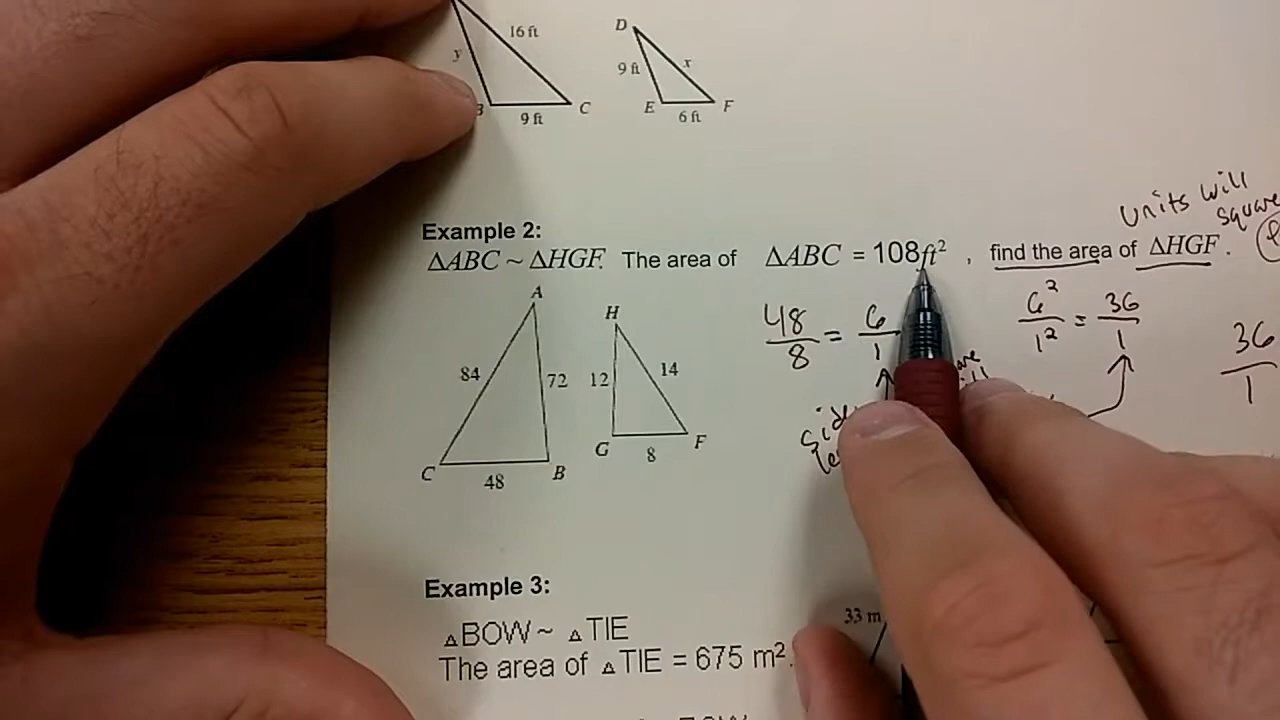 16 ft
y
C
9 ft
D
9 ft
x
E
F
6 ft
units will
square
Example 2:
△ABC ~ △HGF. The area of △ABC = 108ft² , find the area of △HGF .
A
84
72
C
B
48
H
12
14
G
F
8
48/8 = 6/1
6²/1² = 36/1
36/1
Example 3:
△BOW ~ △TIE
The area of △TIE = 675 m².
33 m